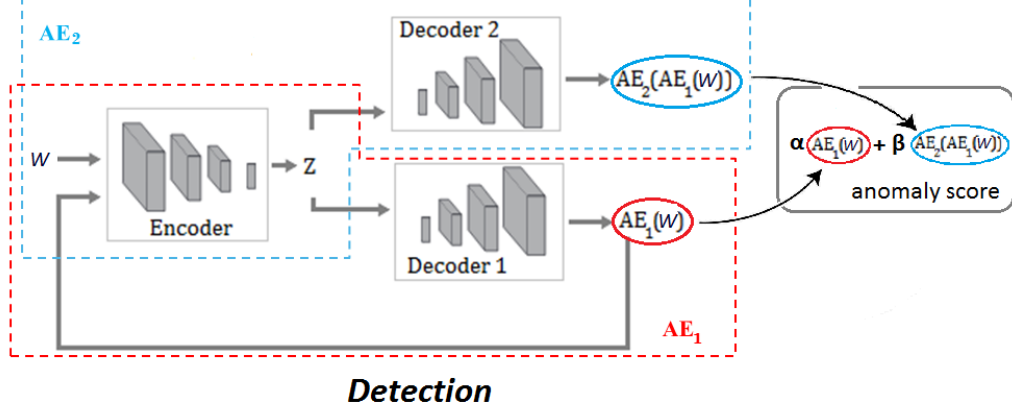 AE2
Decoder 2
AE2(AE1(W))
W
Encoder
Z
α AE1(W) + β AE2(AE1(W))
anomaly score
AE1(W)
Decoder 1
AE1
Detection